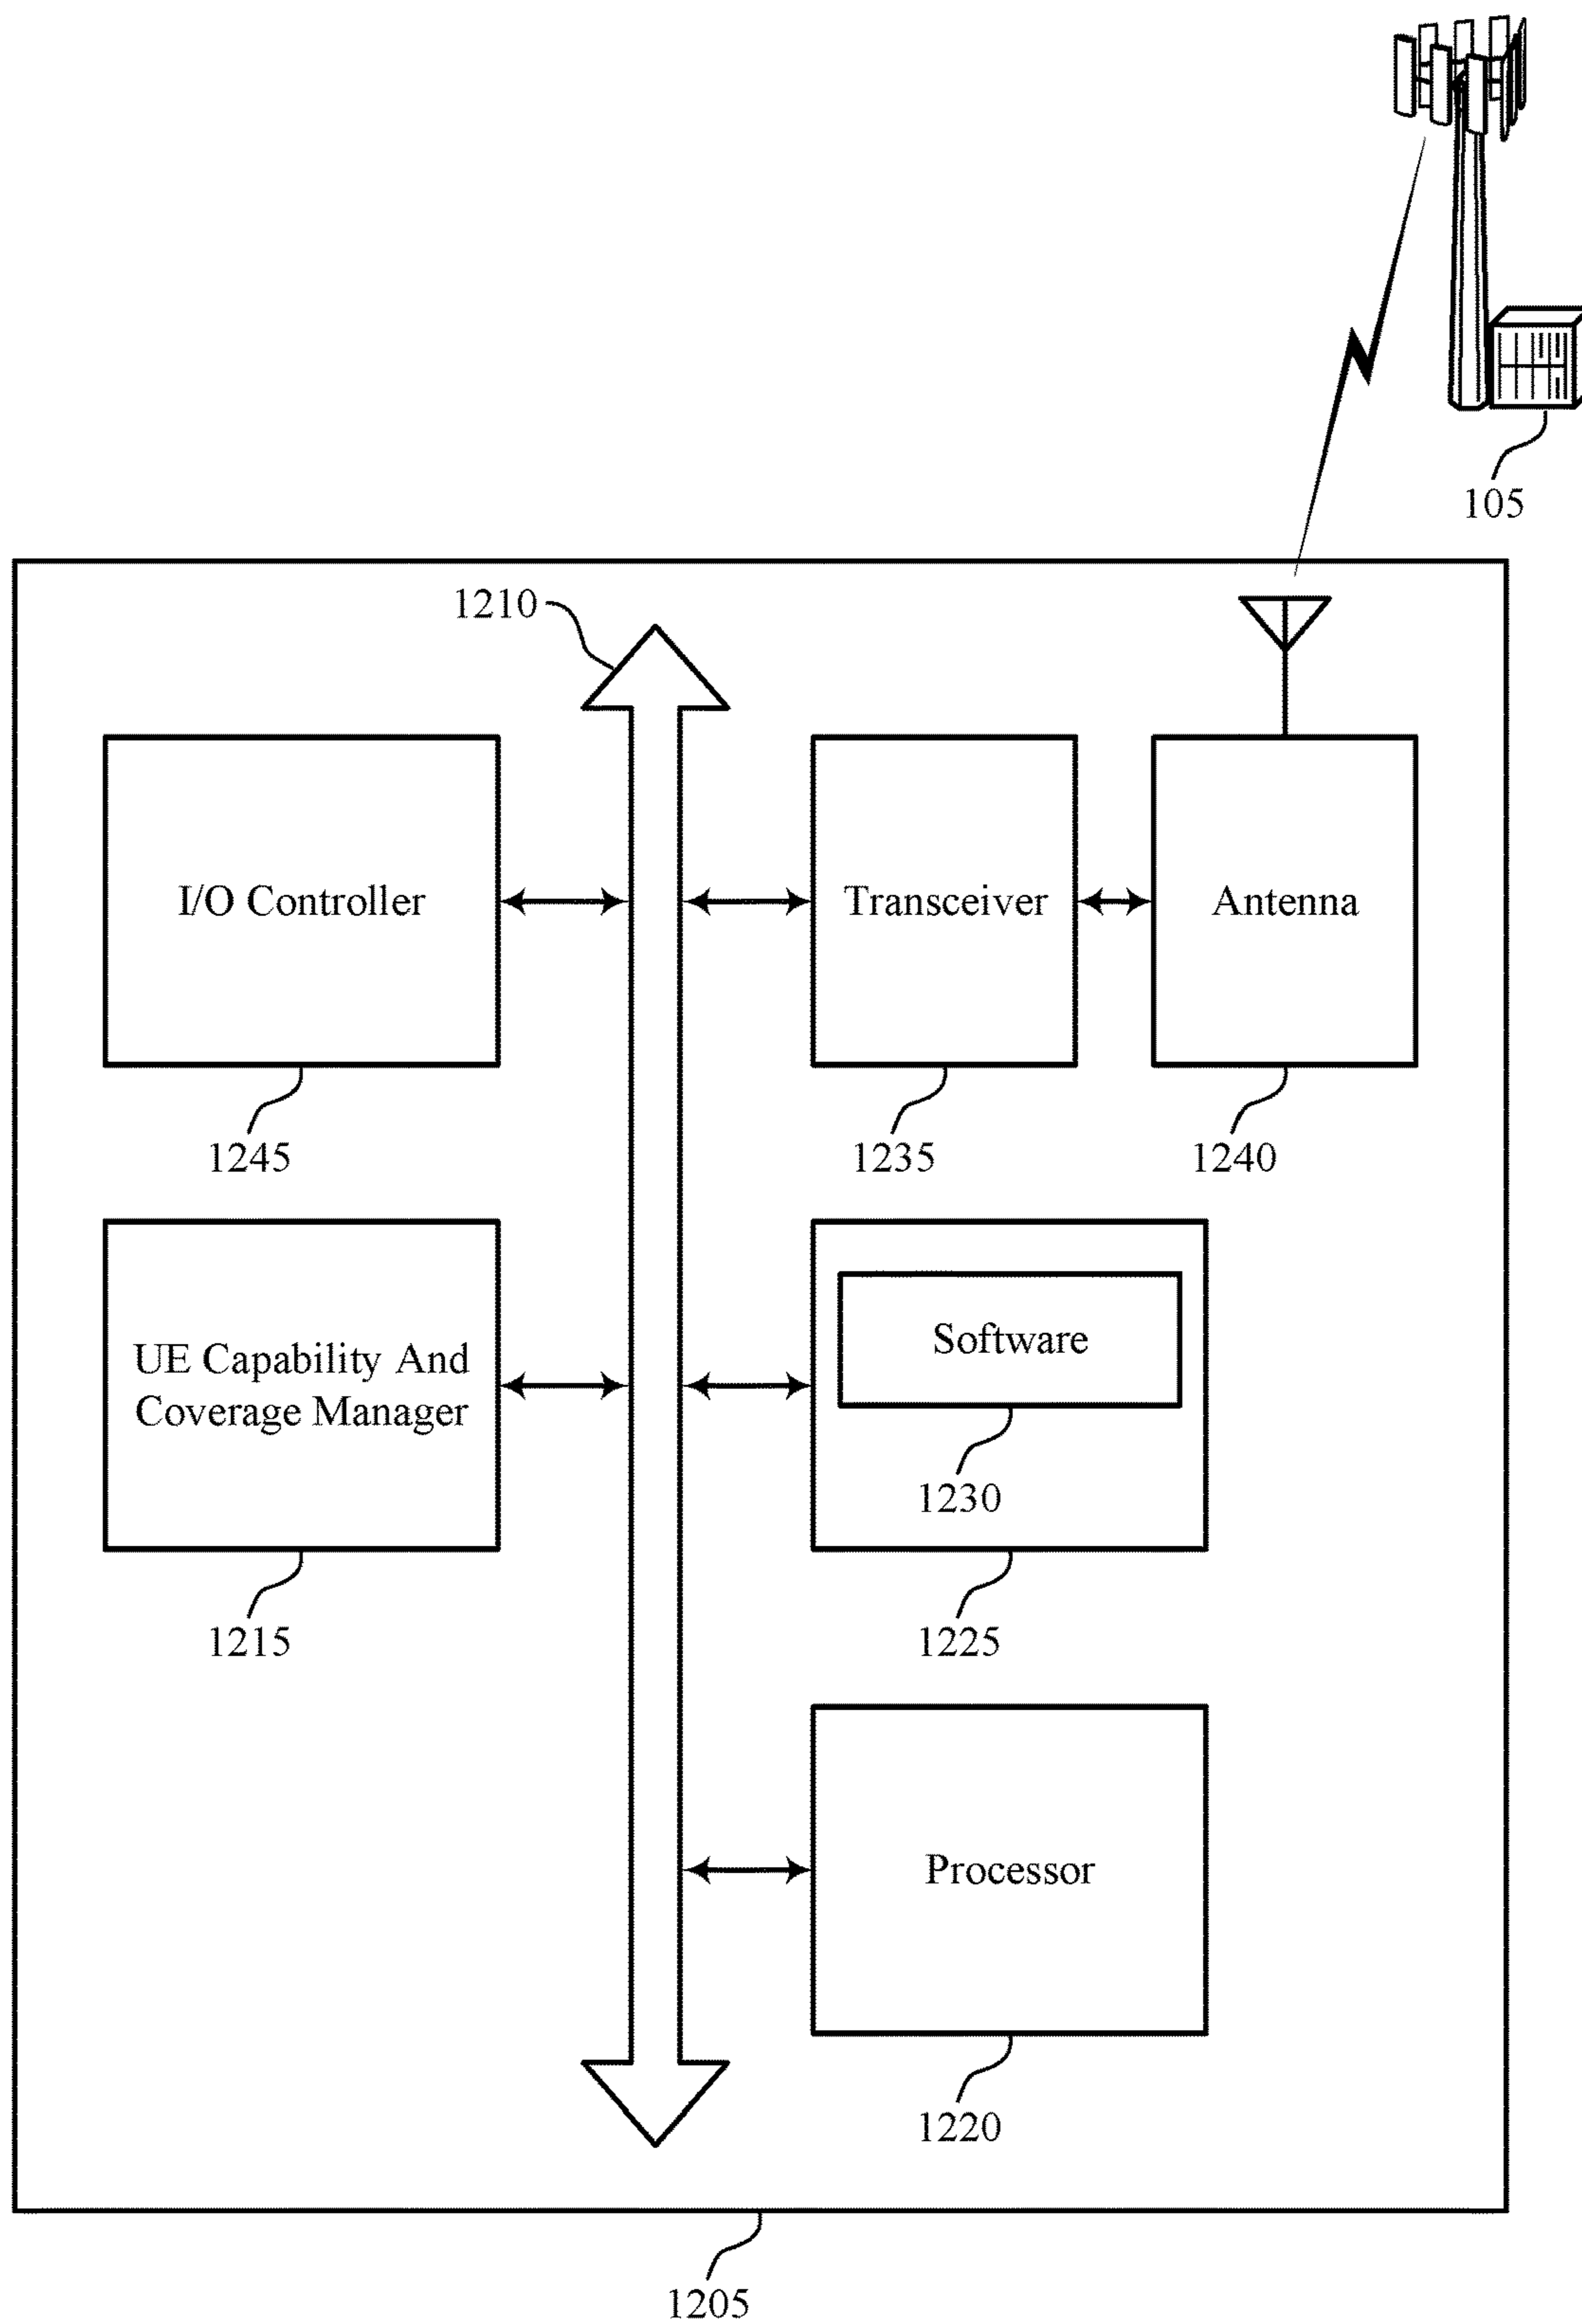 105
1210
I/O Controller
Transceiver
Antenna
1245
1235
1240
UE Capability And
Coverage Manager
Software
1230
1215
1225
Processor
1220
1205